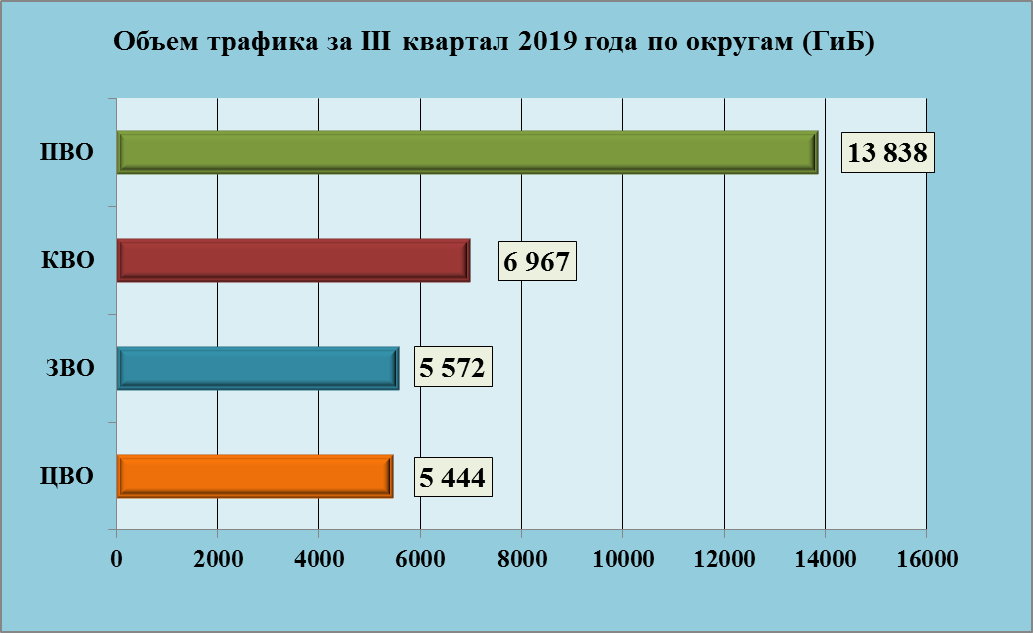 Объем трафика за III квартал 2019 года по округам (ГиБ)
ПВО 13 838
КВО 6 967
ЗВО 5 572
ЦВО 5 444
0 2000 4000 6000 8000 10000 12000 14000 16000